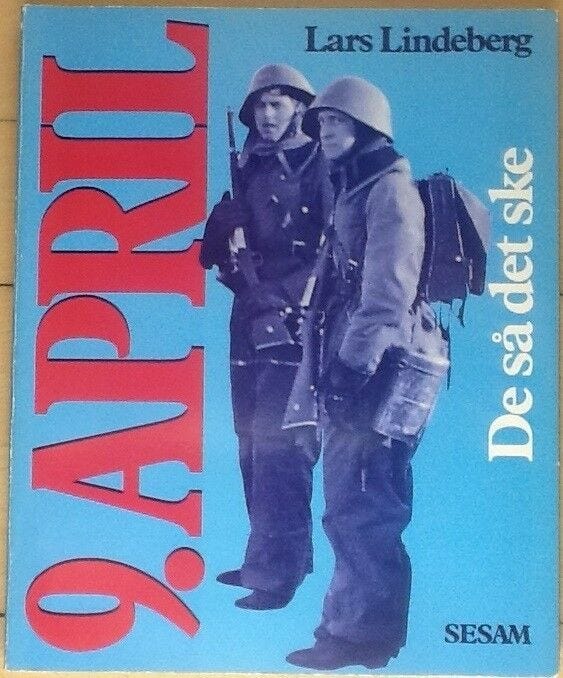 Lars Lindeberg
9. APRIL
De så det ske
SESAM